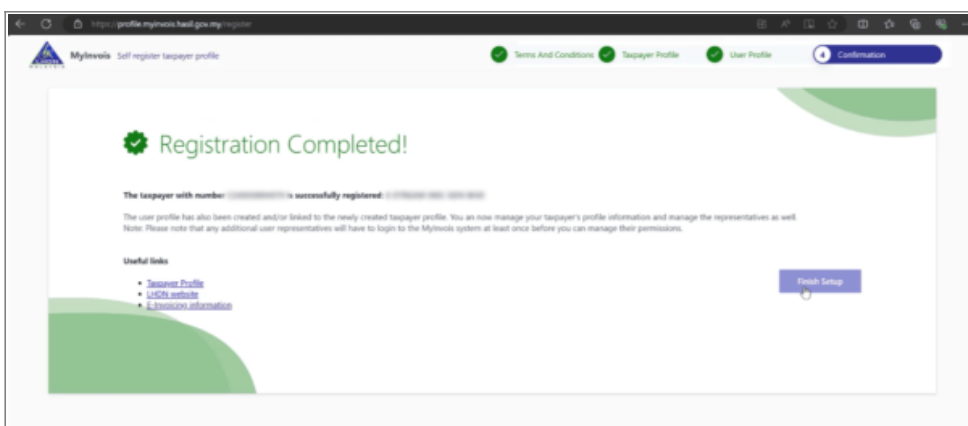 https://profile.myinvois.hasil.gov.my/register
LHDN
MALAYSIA
MyInvois Self register taxpayer profile
Terms And Conditions
Taxpayer Profile
User Profile
4 Confirmation
Registration Completed!
The taxpayer with number is successfully registered:
The user profile has also been created and/or linked to the newly created taxpayer profile. You an now manage your taxpayer's profile information and manage the representatives as well.
Note: Please note that any additional user representatives will have to login to the MyInvois system at least once before you can manage their permissions.
Useful links
Taxpayer Profile
LHDN website
E-Invoicing information
Finish Setup